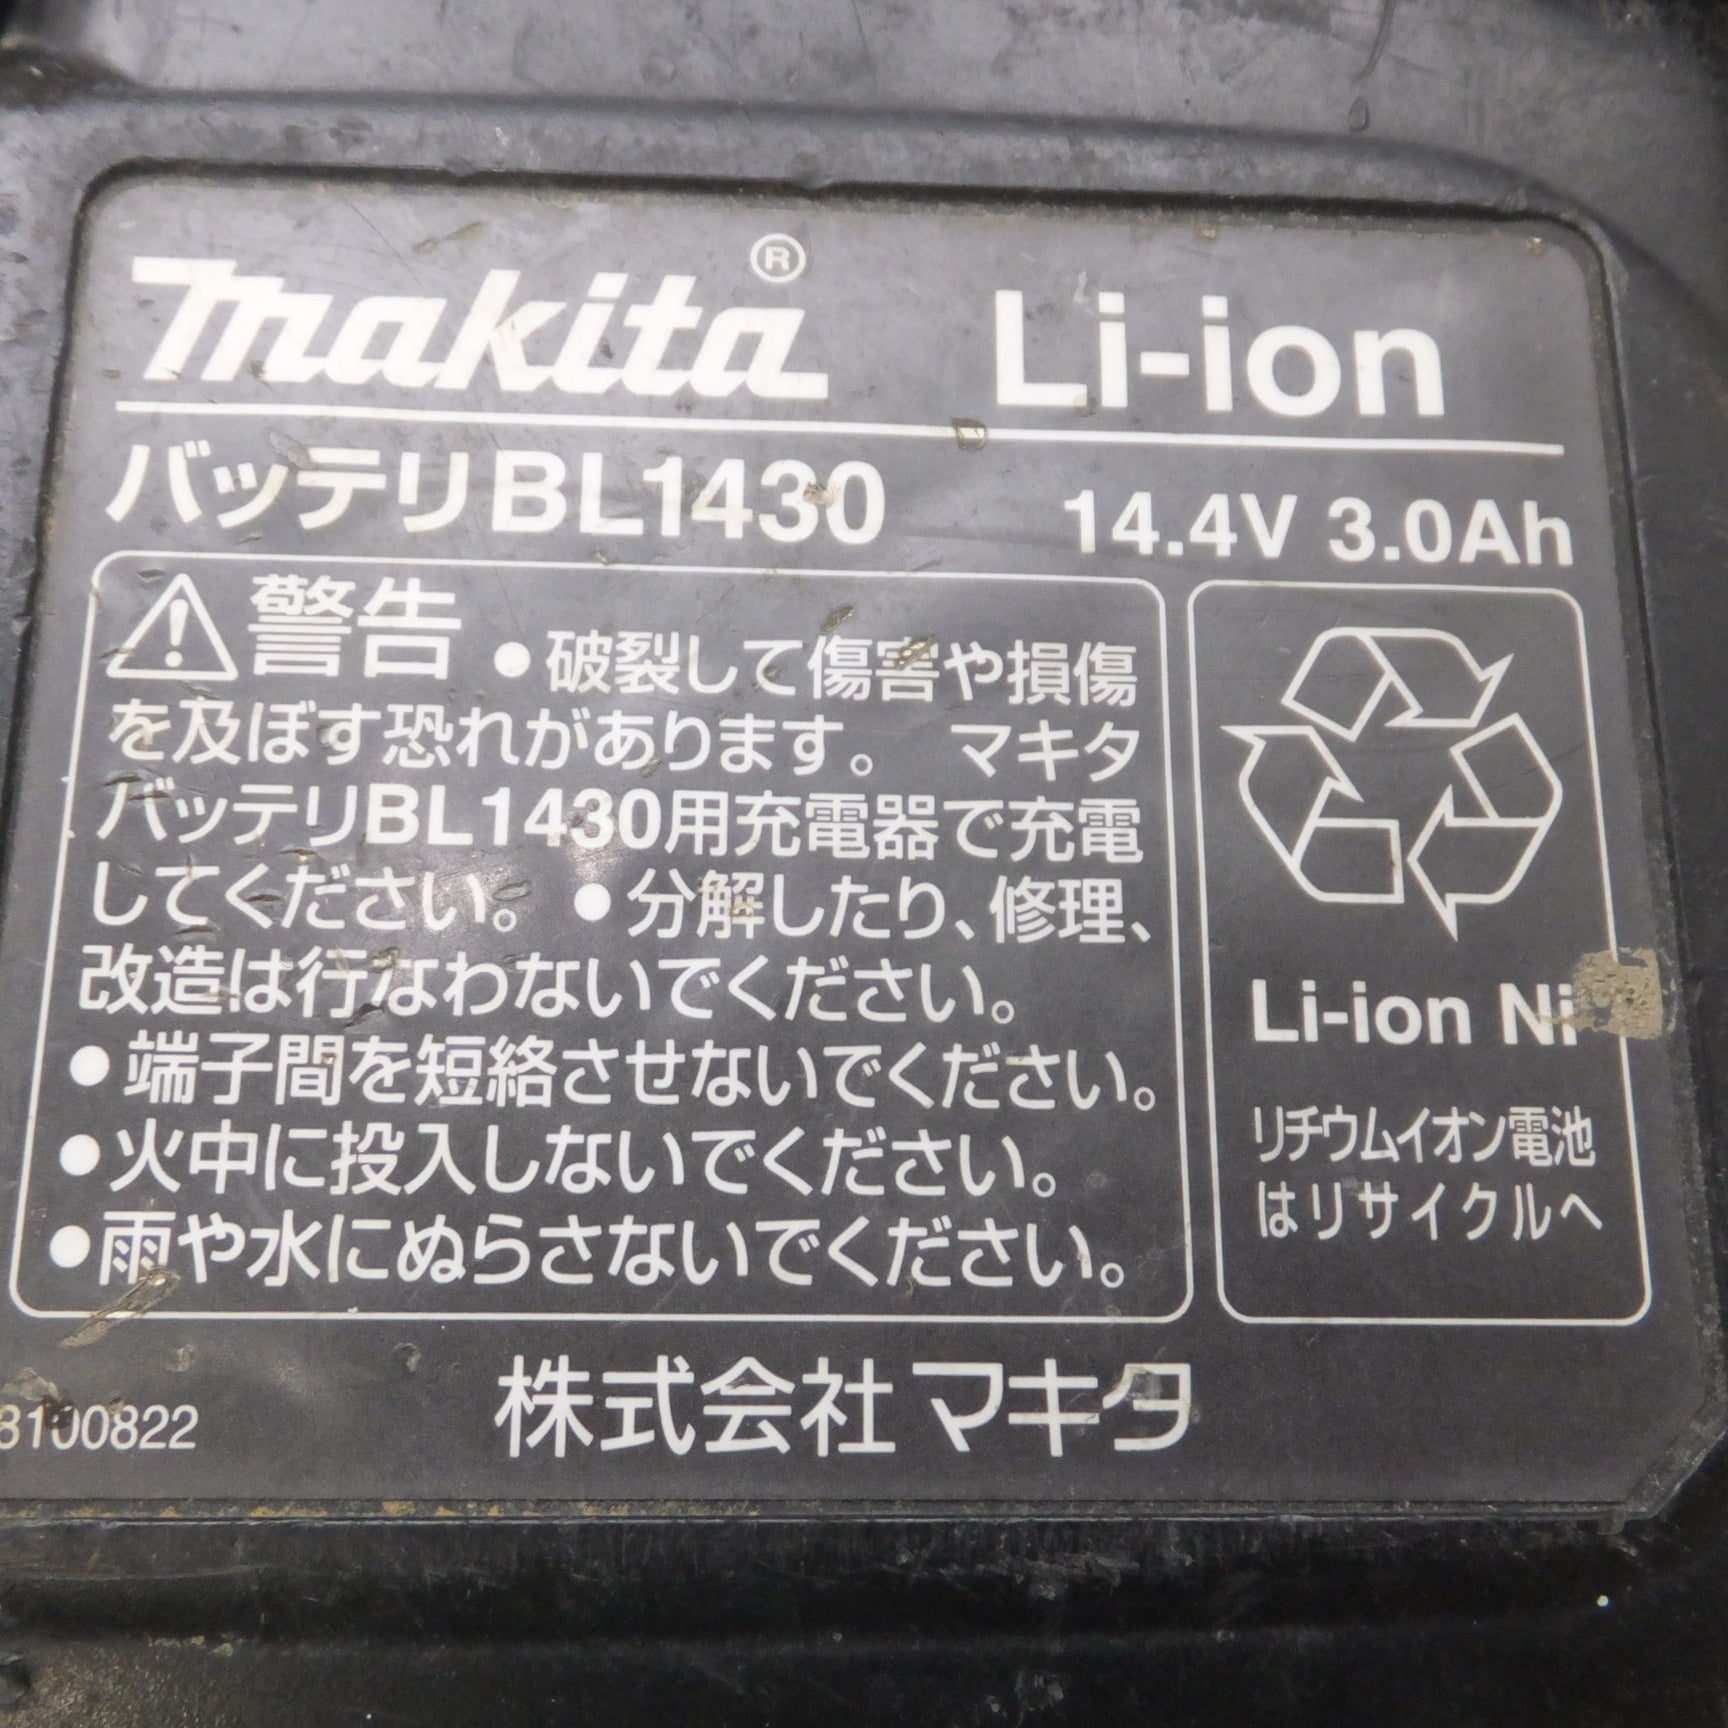 makita® Li-ion
バッテリBL1430 14.4V 3.0Ah
警告 ●破裂して傷害や損傷
を及ぼす恐れがあります。 マキタ
バッテリBL1430用充電器で充電
してください。 ●分解したり、修理、
改造は行なわないでください。
●端子間を短絡させないでください。
●火中に投入しないでください。
●雨や水にぬらさないでください。
Li-ion Ni
リチウムイオン電池
はリサイクルへ
株式会社マキタ
8100822